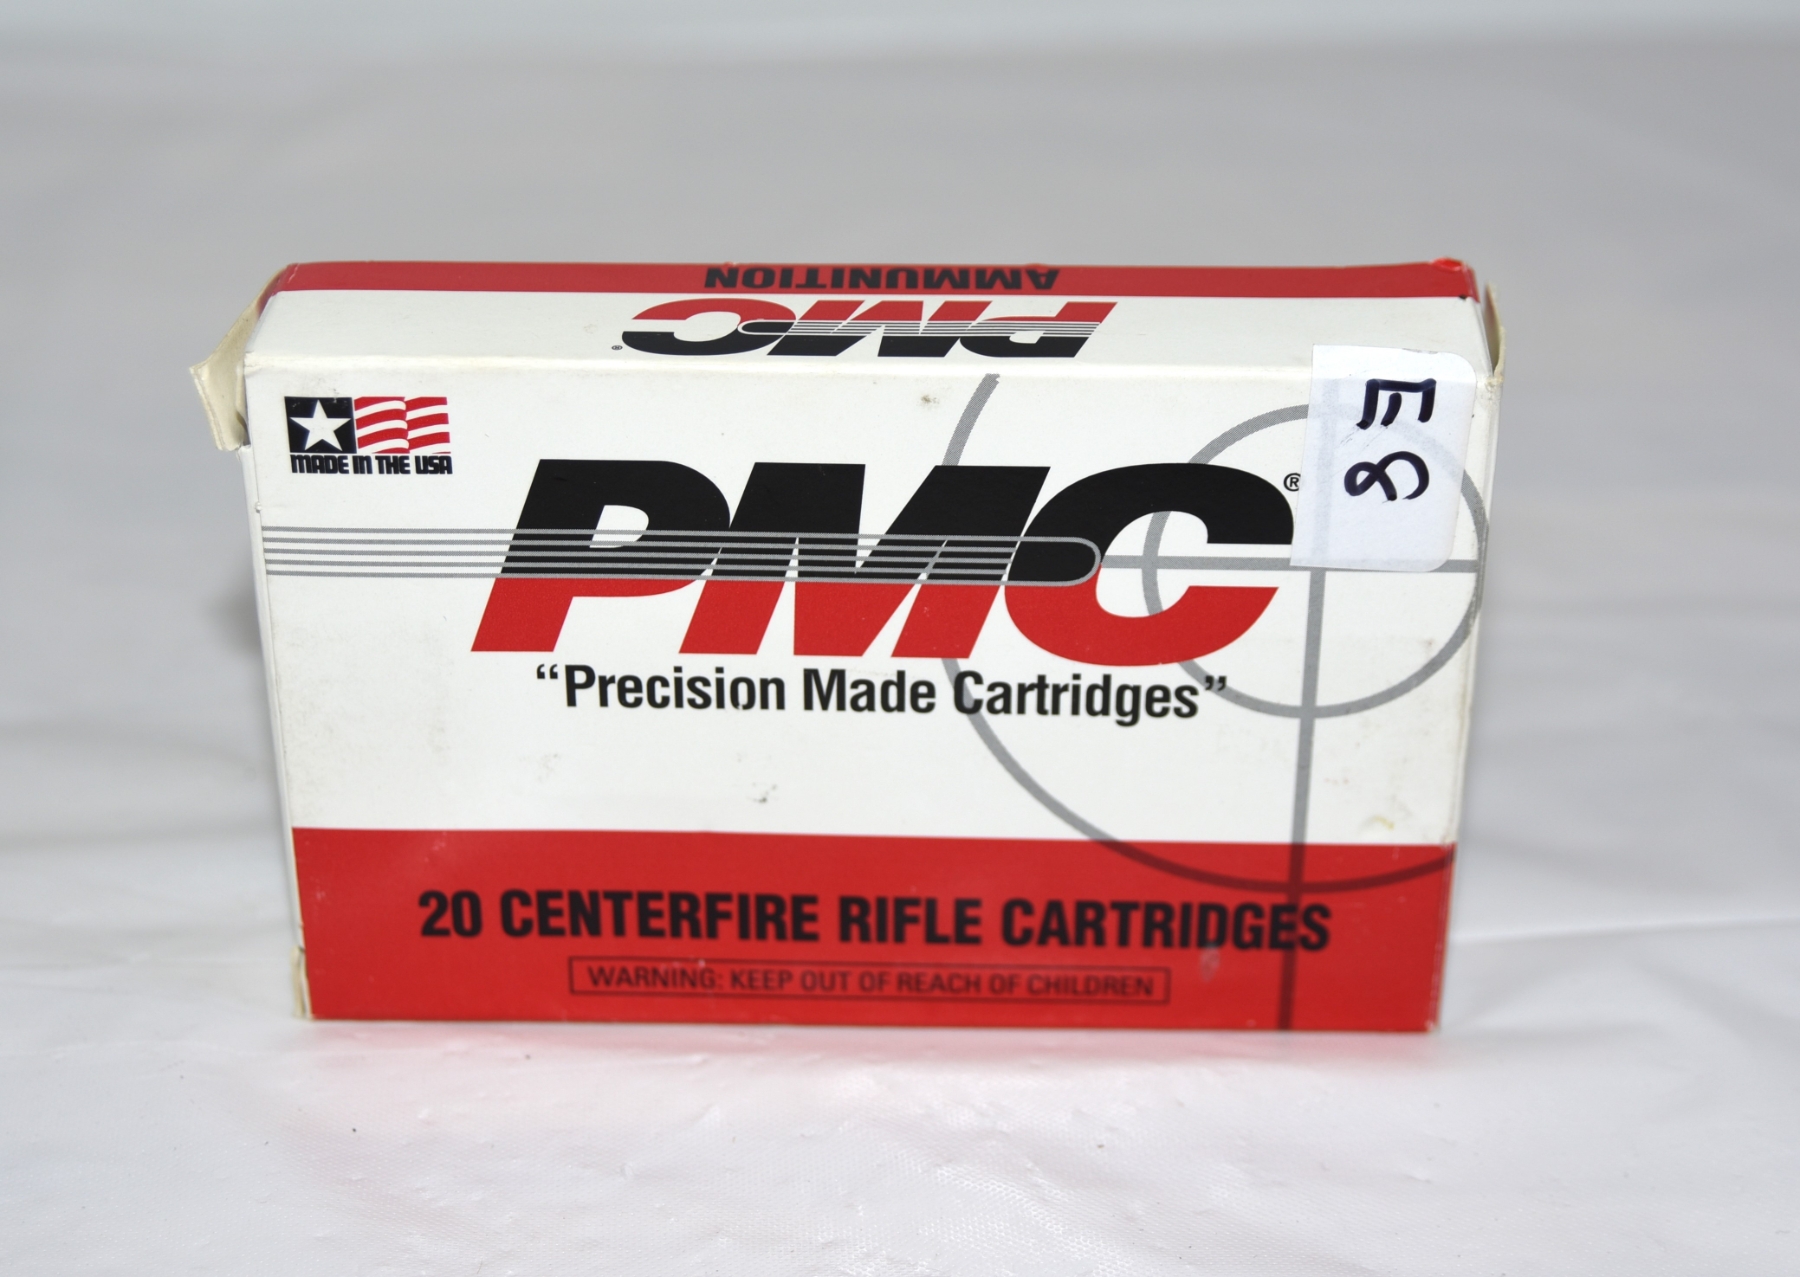 AMMUNITION
PMC®
MADE IN THE USA
PMC®
"Precision Made Cartridges"
20 CENTERFIRE RIFLE CARTRIDGES
WARNING: KEEP OUT OF REACH OF CHILDREN
E8